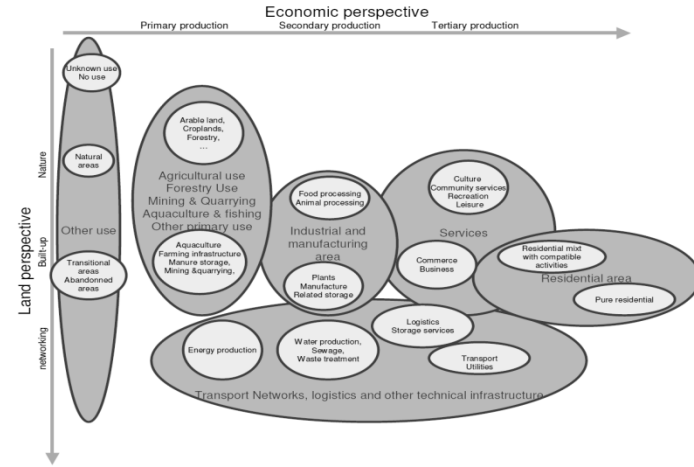 Economic perspective
Primary production
Secondary production
Tertiary production
Land perspective
Nature
Built-up
networking
Unknown use
No use
Natural
areas
Other use
Transitional
areas
Abandonned
areas
Arable land,
Croplands,
Forestry,
...
Agricultural use
Forestry Use
Mining & Quarrying
Aquaculture & fishing
Other primary use
Aquaculture
Farming infrastructure
Manure storage,
Mining &quarrying,
Food processing
Animal processing
Industrial and
manufacturing
area
Plants
Manufacture
Related storage
Culture
Community services
Recreation
Leisure
Services
Commerce
Business
Residential mixt
with compatible
activities
Residential area
Pure residential
Logistics
Storage services
Energy production
Water production,
Sewage,
Waste treatment
Transport
Utilities
Transport Networks, logistics and other technical infrastructure